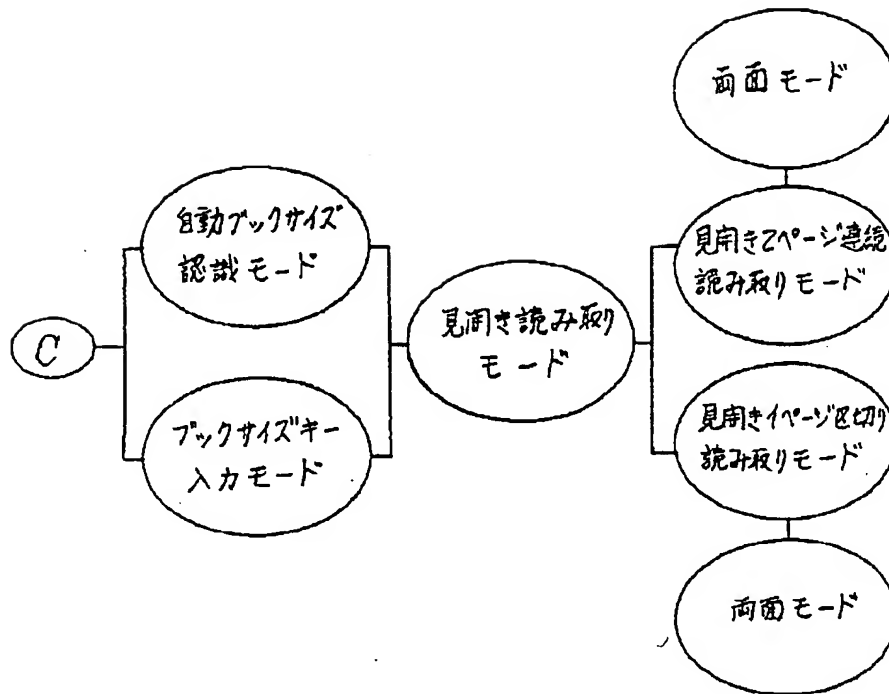 両面モード
自動ブックサイズ
認識モード
見開き2ページ連続
読み取りモード
C
見開き読み取り
モード
ブックサイズキー
入力モード
見開き1ページ区切り
読み取りモード
両面モード